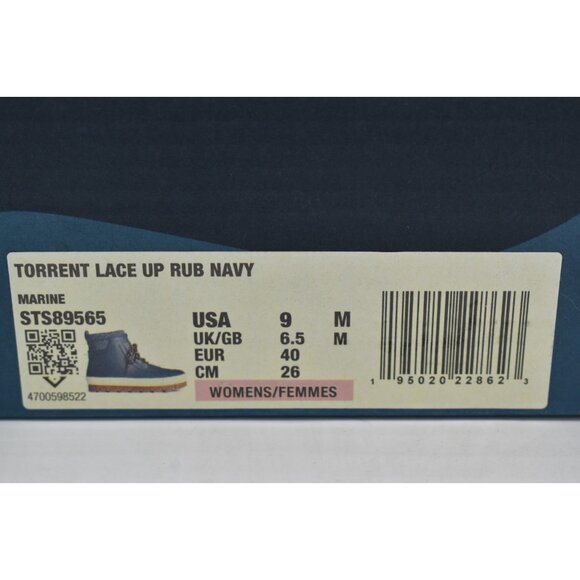 TORRENT LACE UP RUB NAVY
MARINE
STS89565
4700598522
USA 9 M
UK/GB 6.5 M
EUR 40
CM 26
WOMENS/FEMMES
1 95020 22862 3